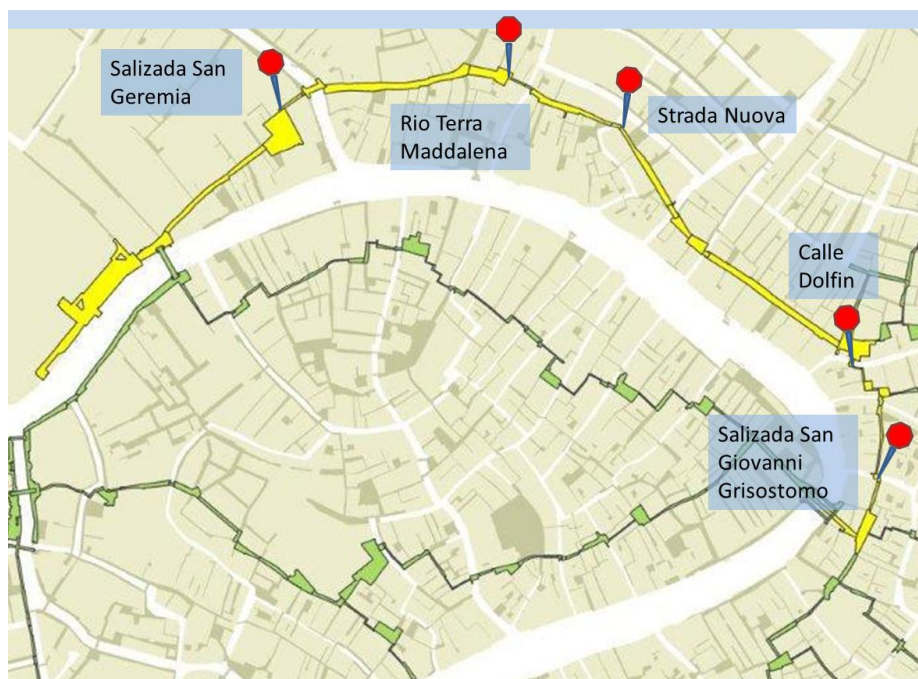 Salizada San
Geremia
Rio Terra
Maddalena
Strada Nuova
Calle
Dolfin
Salizada San
Giovanni
Grisostomo